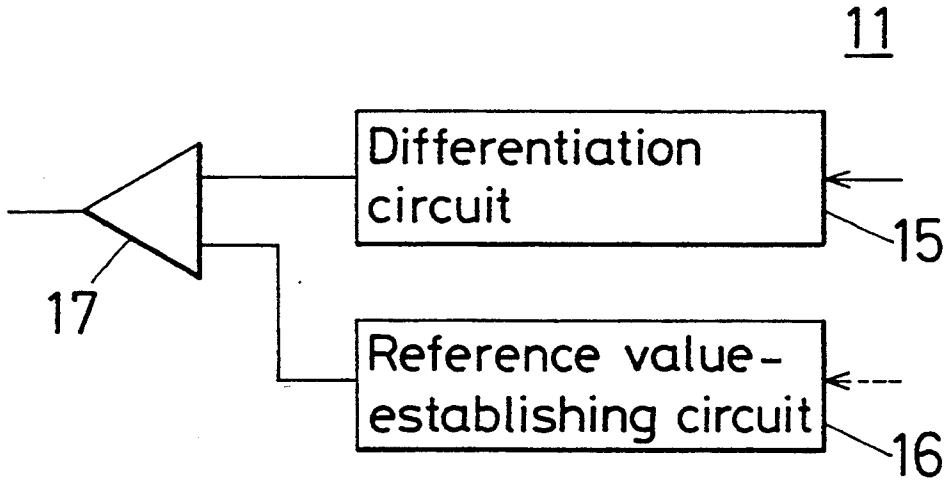 11
Differentiation
circuit
15
17
Reference value-
establishing circuit
16